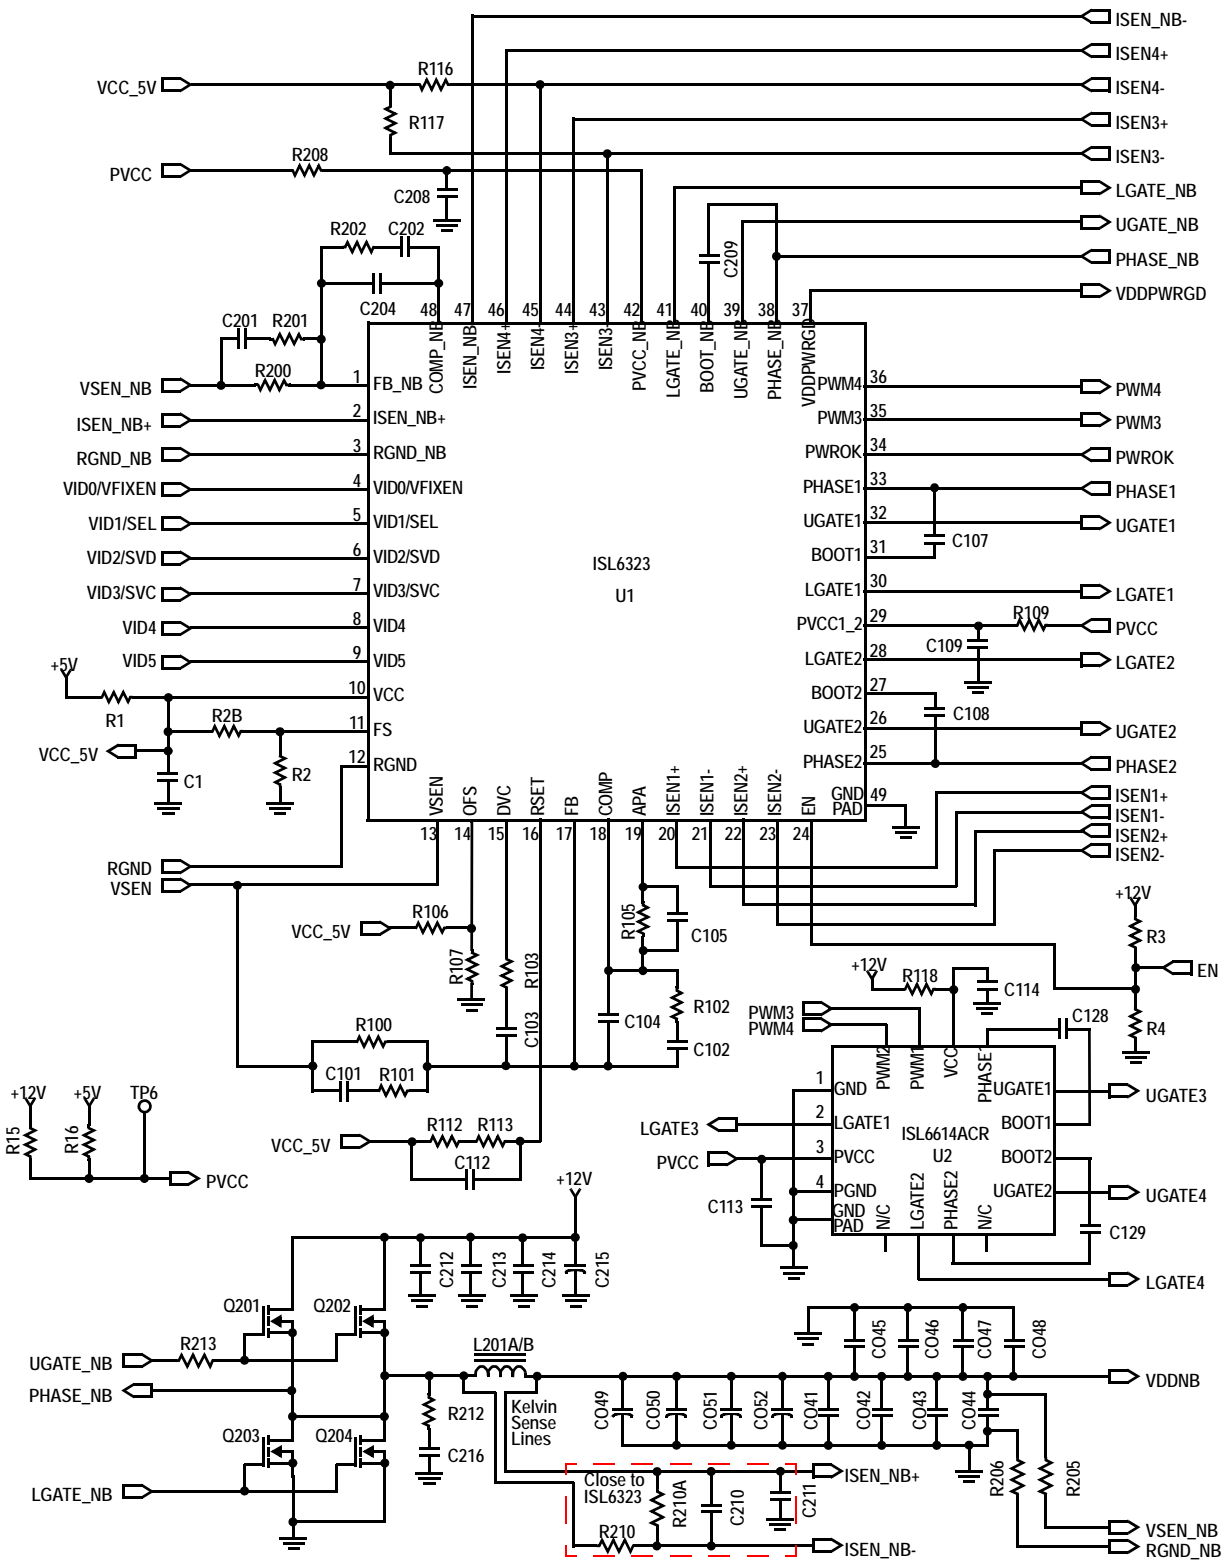 ISEN_NB-
ISEN4+
R116
VCC_5V
ISEN4-
R117
ISEN3+
R208
ISEN3-
PVCC
C208
LGATE_NB
R202 C202
UGATE_NB
C209
PHASE_NB
C204
VDDPWRGD
48 47 46 45 44 43 42 41 40 39 38 37
COMP_NB
ISEN_NB-
ISEN4+
ISEN4-
ISEN3+
ISEN3-
PVCC_NB
LGATE_NB
BOOT_NB
UGATE_NB
PHASE_NB
VDDPWRGD
C201 R201
R200
VSEN_NB 1 FB_NB
ISEN_NB+ 2 ISEN_NB+
RGND_NB 3 RGND_NB
VID0/VFIXEN 4 VID0/VFIXEN
VID1/SEL 5 VID1/SEL
VID2/SVD 6 VID2/SVD
VID3/SVC 7 VID3/SVC
VID4 8 VID4
VID5 9 VID5
+5V
R1
10 VCC
R2B
11 FS
VCC_5V
C1
R2
12 RGND
ISL6323
U1
PWM4 36 PWM4
PWM3 35 PWM3
PWROK 34 PWROK
PHASE1 33 PHASE1
UGATE1 32 UGATE1
C107
BOOT1 31
LGATE1 30 LGATE1
R109
PVCC1_2 29 PVCC
C109
LGATE2 28 LGATE2
BOOT2 27
C108
UGATE2 26 UGATE2
PHASE2 25 PHASE2
GND PAD 49
VSEN
OFS
DVC
RSET
FB
COMP
APA
ISEN1+
ISEN1-
ISEN2+
ISEN2-
EN
13 14 15 16 17 18 19 20 21 22 23 24
ISEN1+
ISEN1-
ISEN2+
ISEN2-
RGND
VSEN
R106
VCC_5V
R107
R103
C103
R105
C105
R102
C104
C102
R100
C101
R101
+12V
R3
EN
R4
+12V
R118
C114
PWM3
PWM4
C128
PWM2
PWM1
VCC
PHASE1
1 GND
UGATE1
UGATE3
2 LGATE1
LGATE3
BOOT1
ISL6614ACR
U2
PVCC
3 PVCC
BOOT2
C113
4 PGND
UGATE2
UGATE4
GND
PAD
N/C
LGATE2
PHASE2
N/C
C129
LGATE4
+12V +5V TP6
R15
R16
PVCC
VCC_5V
R112 R113
C112
+12V
C212
C213
C214
C215
Q201 Q202
R213
UGATE_NB
PHASE_NB
Q203 Q204
LGATE_NB
L201A/B
R212
C216
Kelvin
Sense
Lines
CO45
CO46
CO47
CO48
VDDNB
CO49
CO50
CO51
CO52
CO41
CO42
CO43
CO44
R206
R205
Close to
ISL6323
R210A
C210
C211
ISEN_NB+
R210
ISEN_NB-
VSEN_NB
RGND_NB